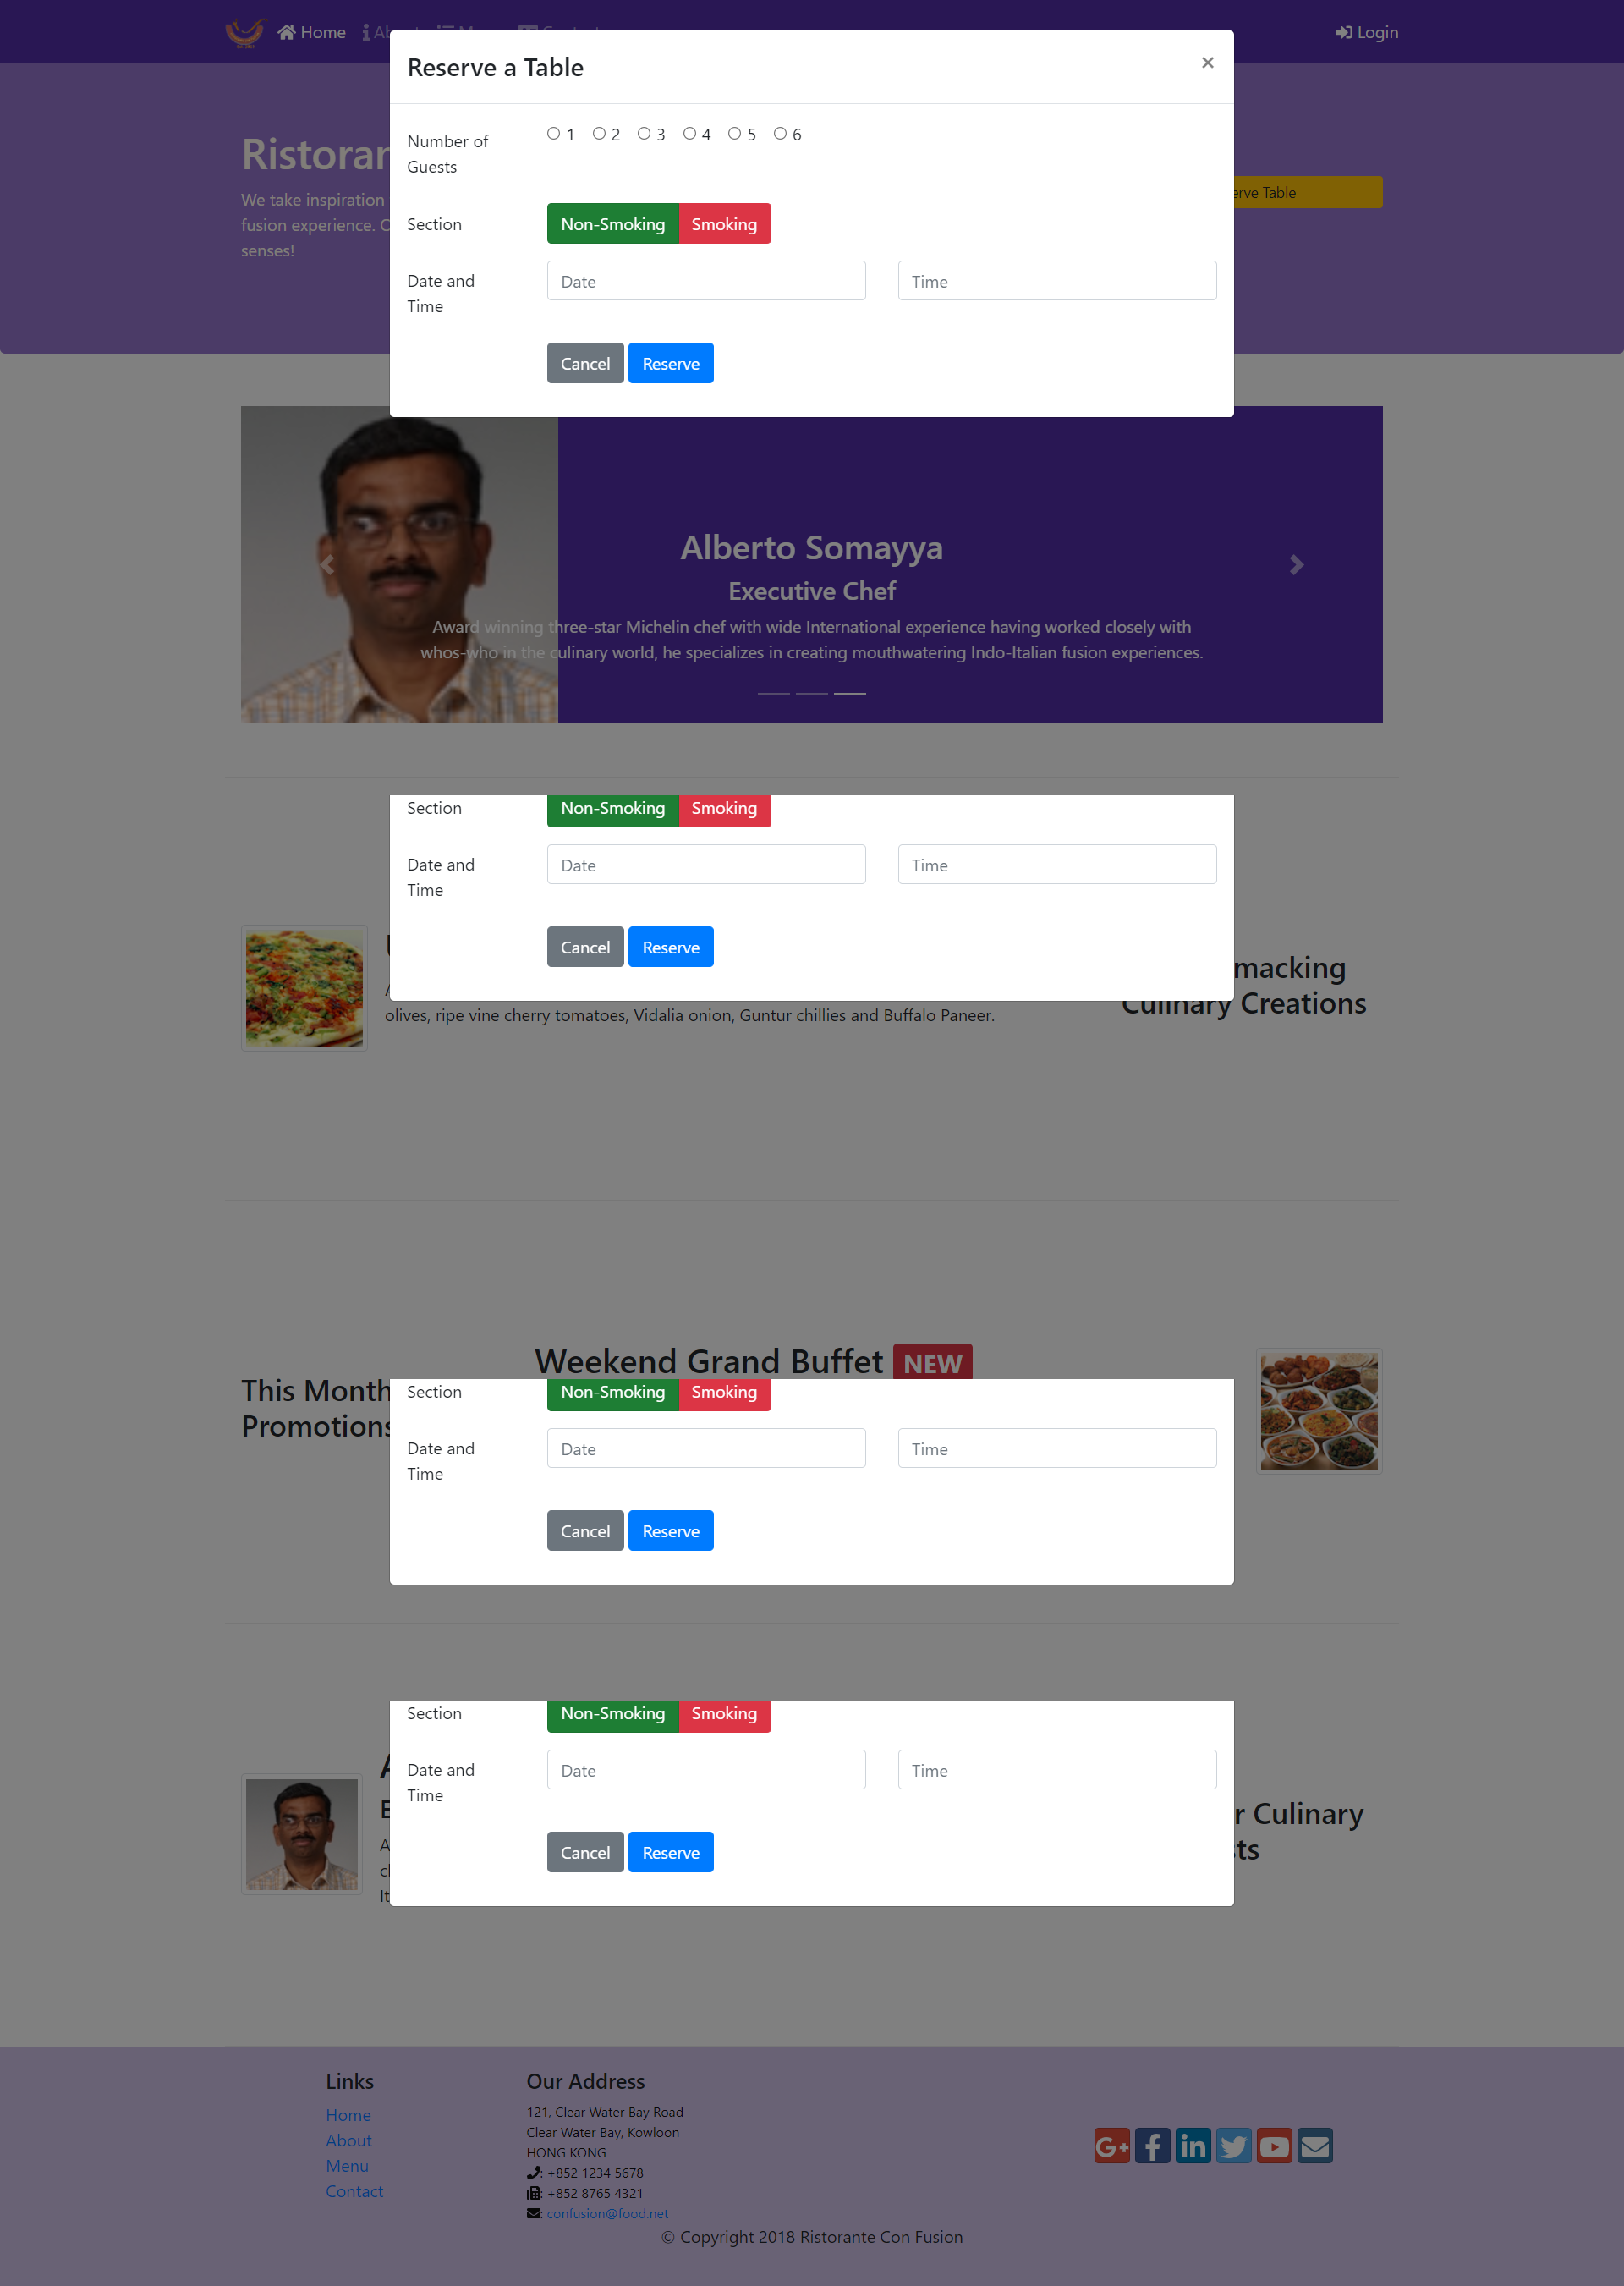 Home
Login
Reserve a Table
×
Number of
Guests
1 2 3 4 5 6
Ristoran
We take inspiration
fusion experience.
senses!
erve Table
Section
Non-Smoking Smoking
Date and
Time
Date
Time
Cancel Reserve
Alberto Somayya
Executive Chef
Award winning three-star Michelin chef with wide International experience having worked closely with
whos-who in the culinary world, he specializes in creating mouthwatering Indo-Italian fusion experiences.
Section
Non-Smoking Smoking
Date and
Time
Date
Time
Cancel Reserve
macking
Culinary Creations
olives, ripe vine cherry tomatoes, Vidalia onion, Guntur chillies and Buffalo Paneer.
Weekend Grand Buffet NEW
This Month
Promotions
Section
Non-Smoking Smoking
Date and
Time
Date
Time
Cancel Reserve
Section
Non-Smoking Smoking
Date and
Time
Date
Time
Cancel Reserve
r Culinary
ts
Links
Home
About
Menu
Contact
Our Address
121, Clear Water Bay Road
Clear Water Bay, Kowloon
HONG KONG
: +852 1234 5678
: +852 8765 4321
: confusion@food.net
© Copyright 2018 Ristorante Con Fusion